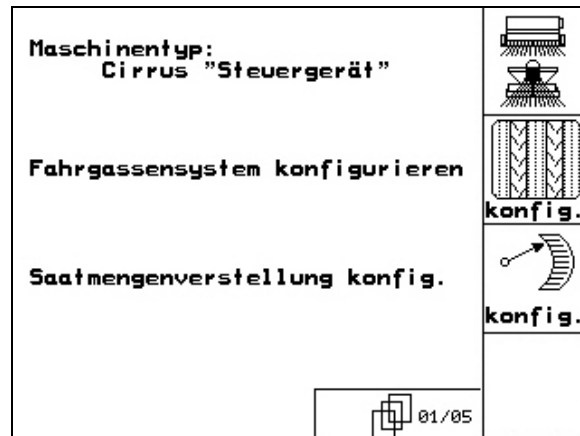 Maschinentyp:
Cirrus ”Steuergerät”
Fahrgassensystem konfigurieren
konfig.
Saatmengenverstellung konfig.
konfig.
01/05